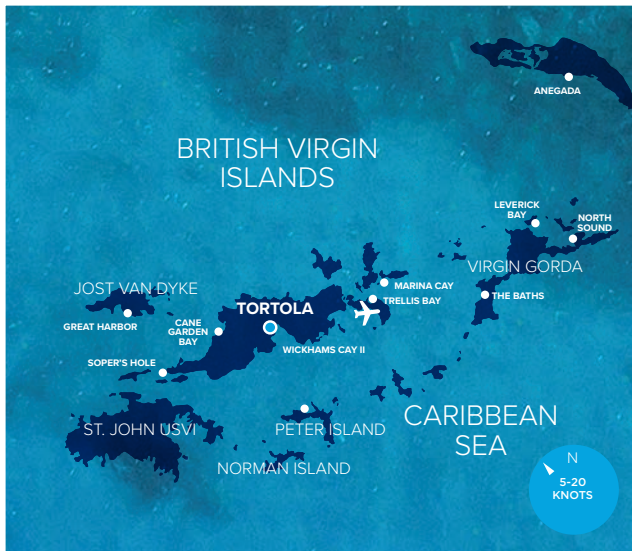 ANEGADA
BRITISH VIRGIN
ISLANDS
LEVERICK
BAY
NORTH
SOUND
VIRGIN GORDA
MARINA CAY
JOST VAN DYKE
TRELLIS BAY
THE BATHS
TORTOLA
GREAT HARBOR
CANE
GARDEN
BAY
WICKHAMS CAY II
SOPER'S HOLE
CARIBBEAN
SEA
ST. JOHN USVI
PETER ISLAND
NORMAN ISLAND
N
5-20
KNOTS